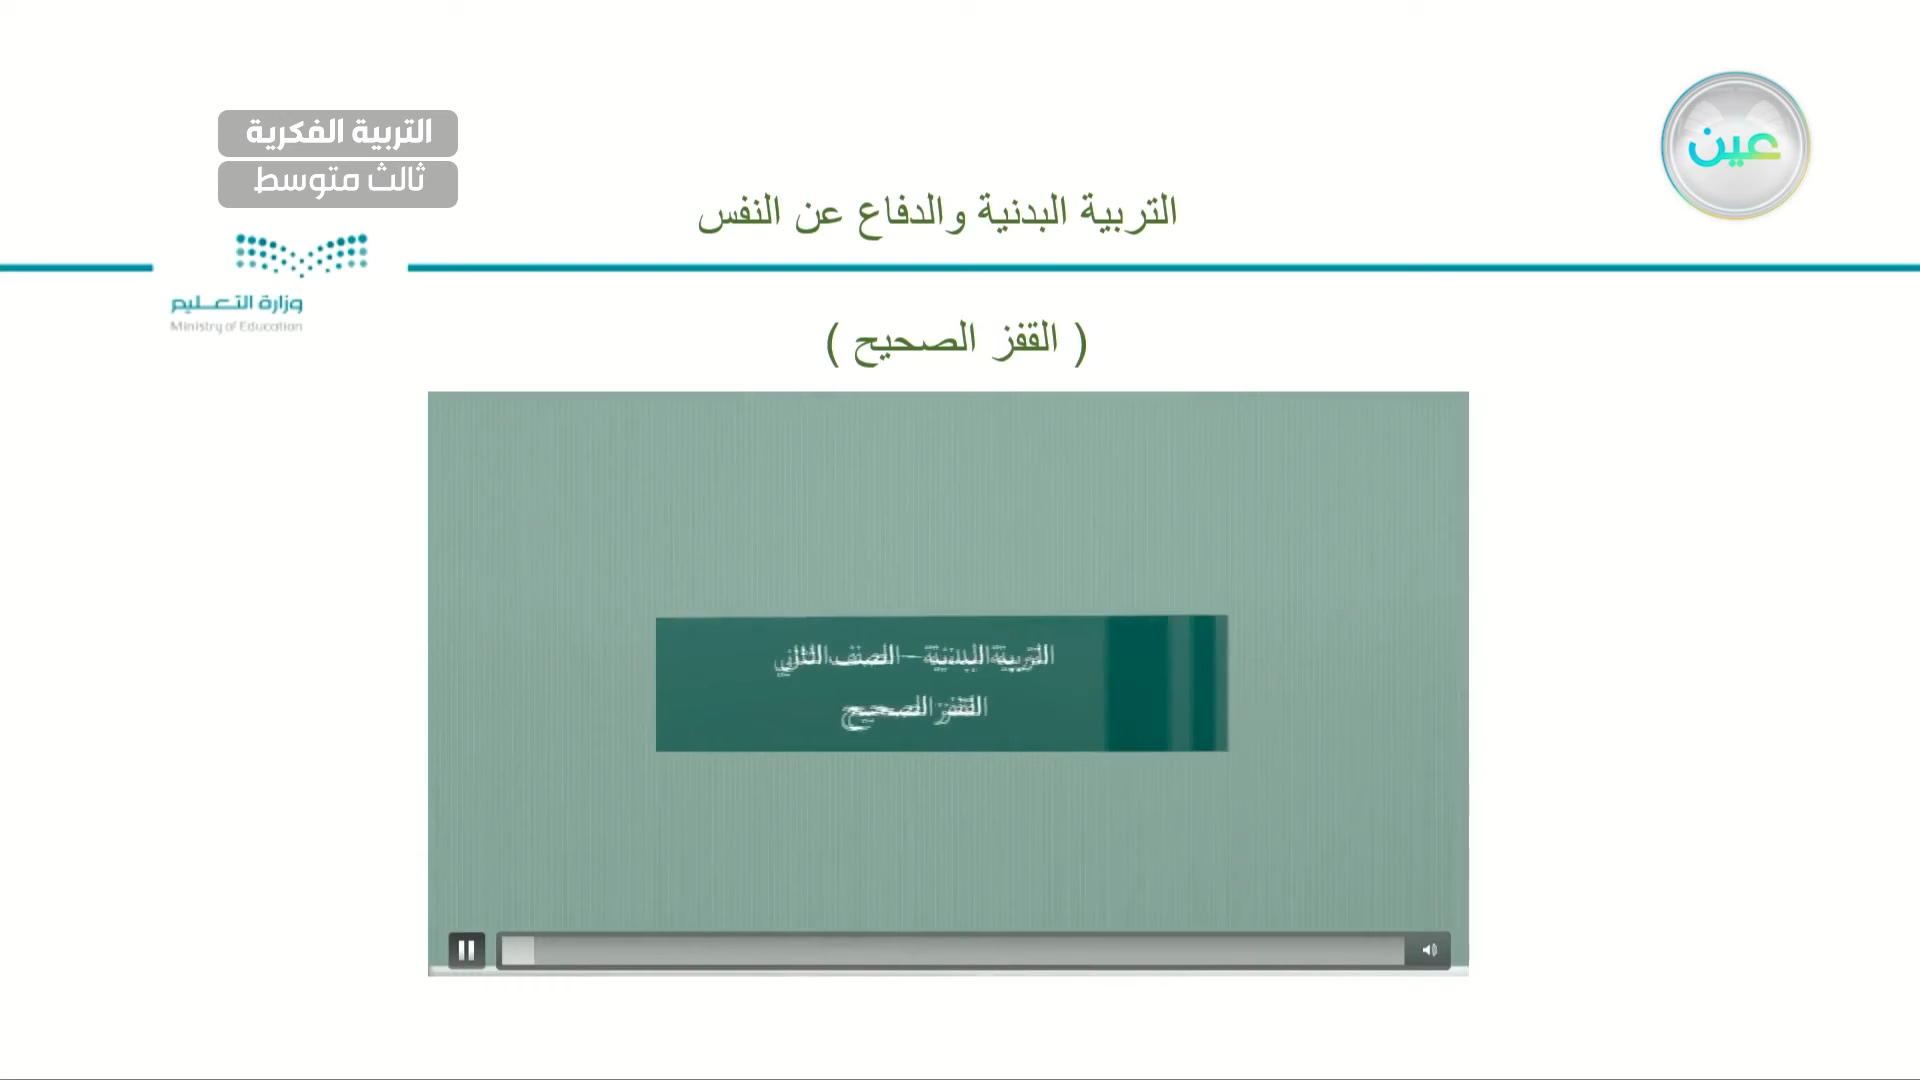 التربية الفكرية
ثالث متوسط
عين
التربية البدنية والدفاع عن النفس
وزارة التعليم
Ministry of Education
( القفز الصحيح )
التربية البدنية - الصف الثاني
القفز الصحيح